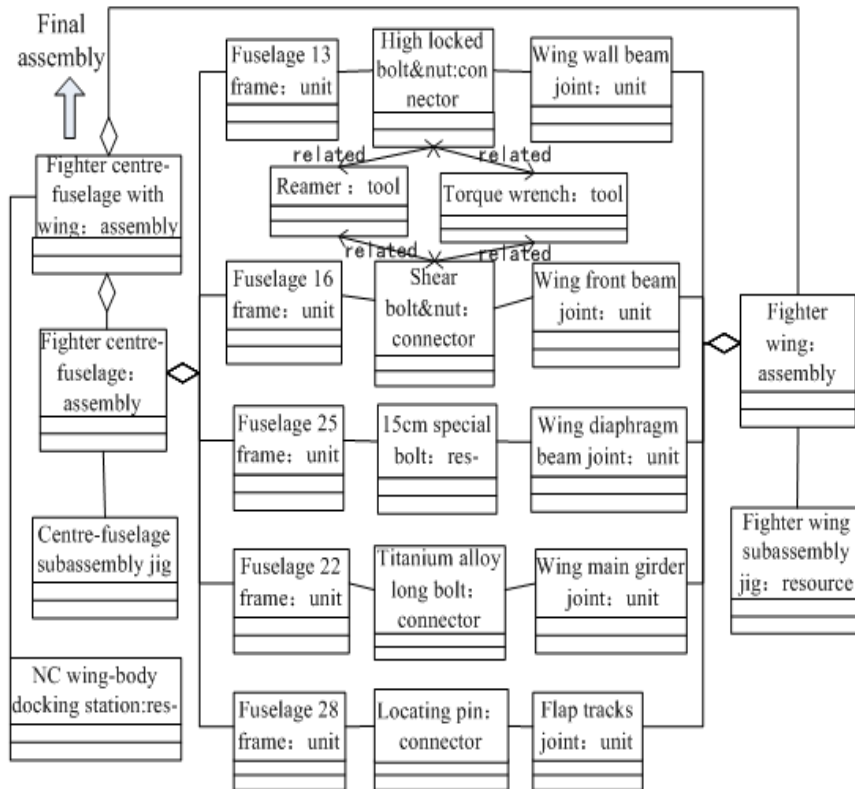 Final
assembly
Fuselage 13
frame： unit
High locked
bolt&nut:con
nector
Wing wall beam
joint： unit
related
related
Fighter centre-
fuselage with
wing： assembly
Reamer： tool
Torque wrench： tool
related
related
Fuselage 16
frame： unit
Shear
bolt&nut：
connector
Wing front beam
joint： unit
Fighter
wing：
assembly
Fighter centre-
fuselage：
assembly
Fuselage 25
frame： unit
15cm special
bolt： res-
Wing diaphragm
beam joint： unit
Centre-fuselage
subassembly jig
Fighter wing
subassembly
jig： resource
Fuselage 22
frame： unit
Titanium alloy
long bolt：
connector
Wing main girder
joint： unit
NC wing-body
docking station:res-
Fuselage 28
frame： unit
Locating pin：
connector
Flap tracks
joint： unit